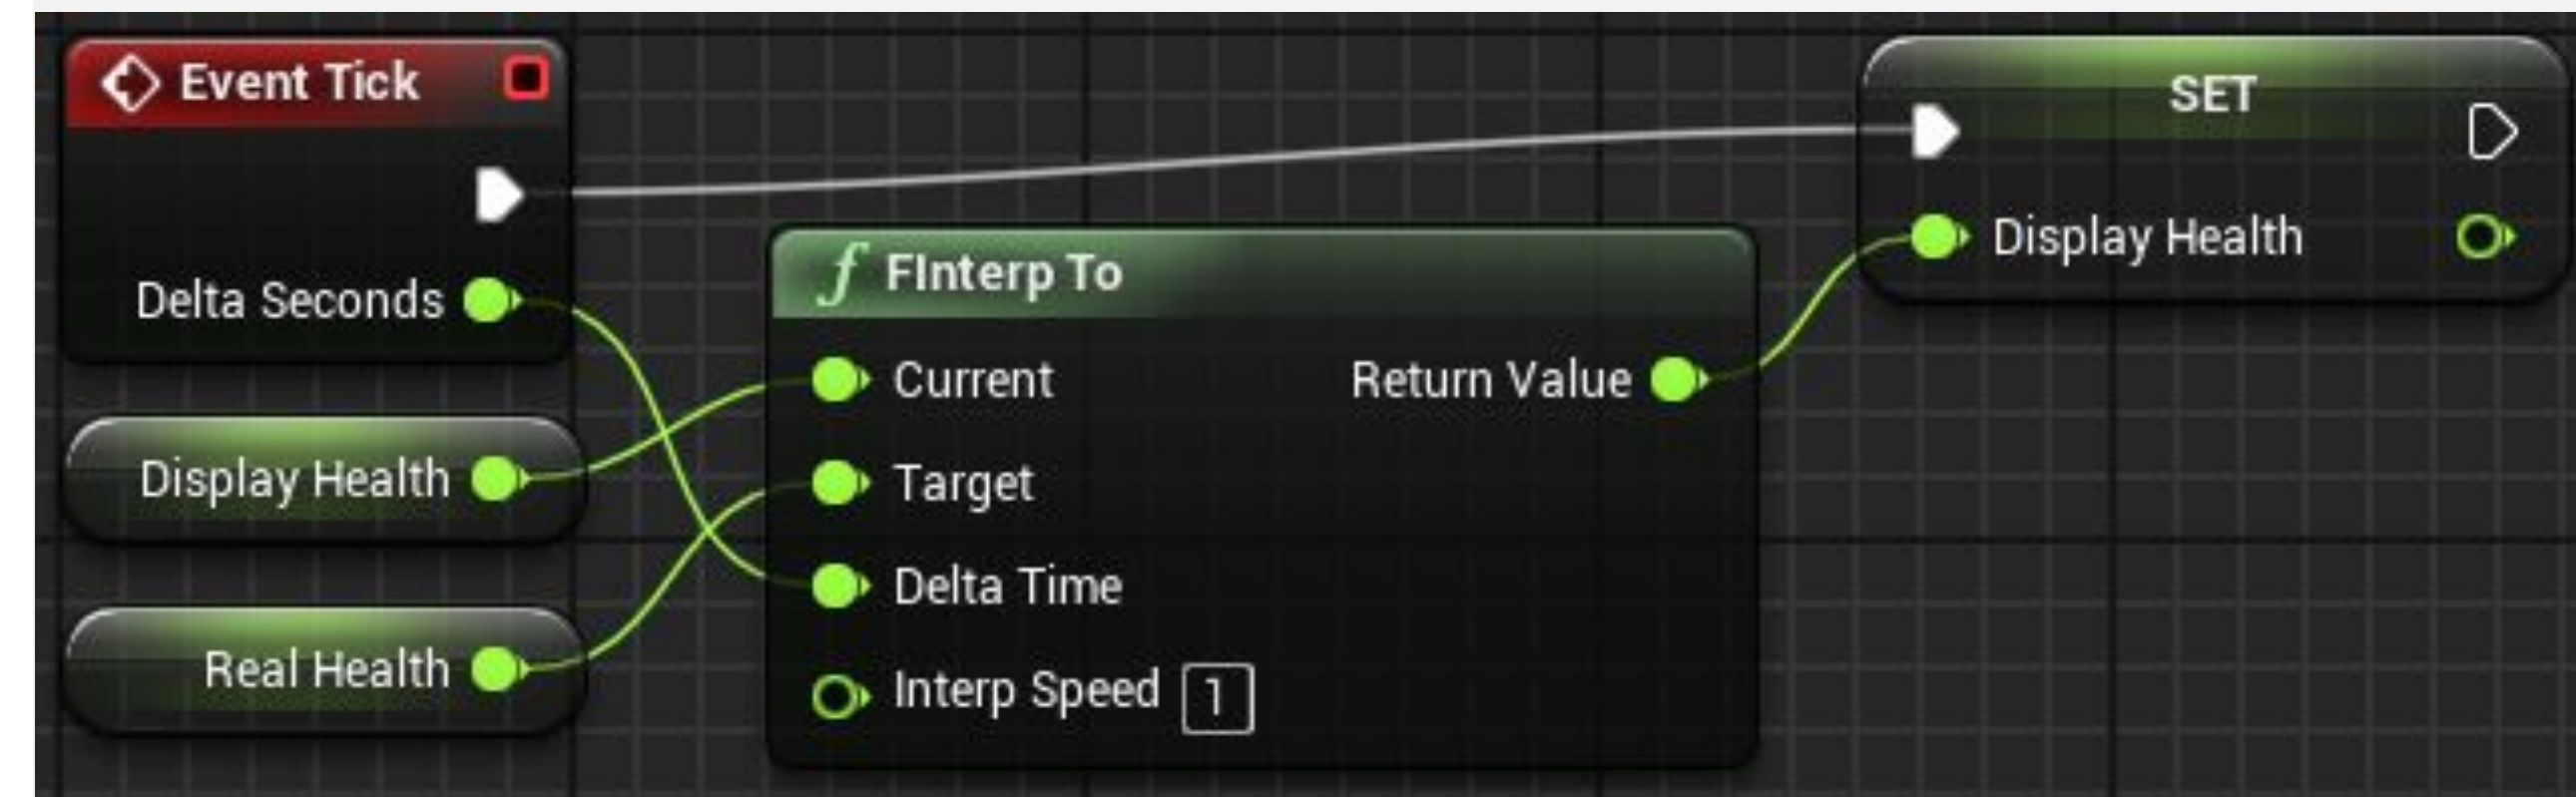 Event Tick
Delta Seconds
Display Health
Real Health
f FInterp To
Current
Return Value
Target
Delta Time
Interp Speed 1
SET
Display Health